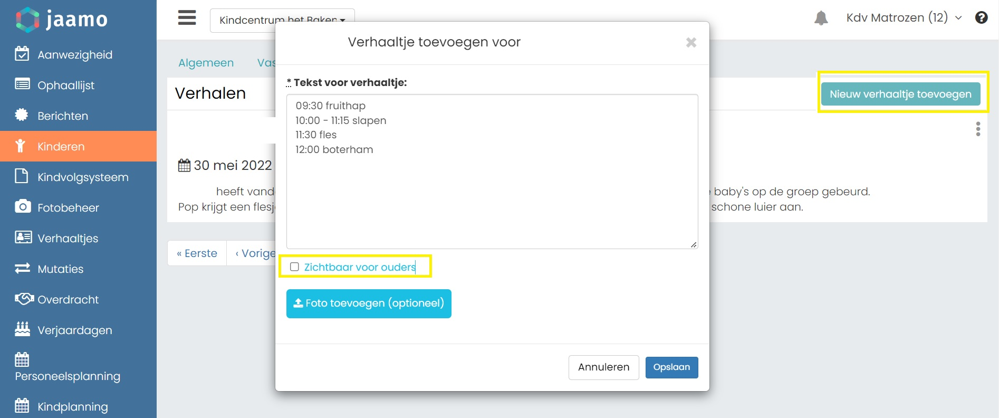 jaamo
Aanwezigheid
Ophaallijst
Berichten
Kinderen
Kindvolgsysteem
Fotobeheer
Verhaaltjes
Mutaties
Overdracht
Verjaardagen
Personeelsplanning
Kindplanning
Kindcentrum het Baken
Kdv Matrozen (12)
Algemeen
Verhalen
Nieuw verhaaltje toevoegen
30 mei 2022
heeft
baby's op de groep gebeurd.
Pop krijgt een
schone luier aan.
« Eerste
‹ Vorige
Verhaaltje toevoegen voor
* Tekst voor verhaaltje:
09:30 fruithap
10:00 - 11:15 slapen
11:30 fles
12:00 boterham
Zichtbaar voor ouders
Foto toevoegen (optioneel)
Annuleren
Opslaan